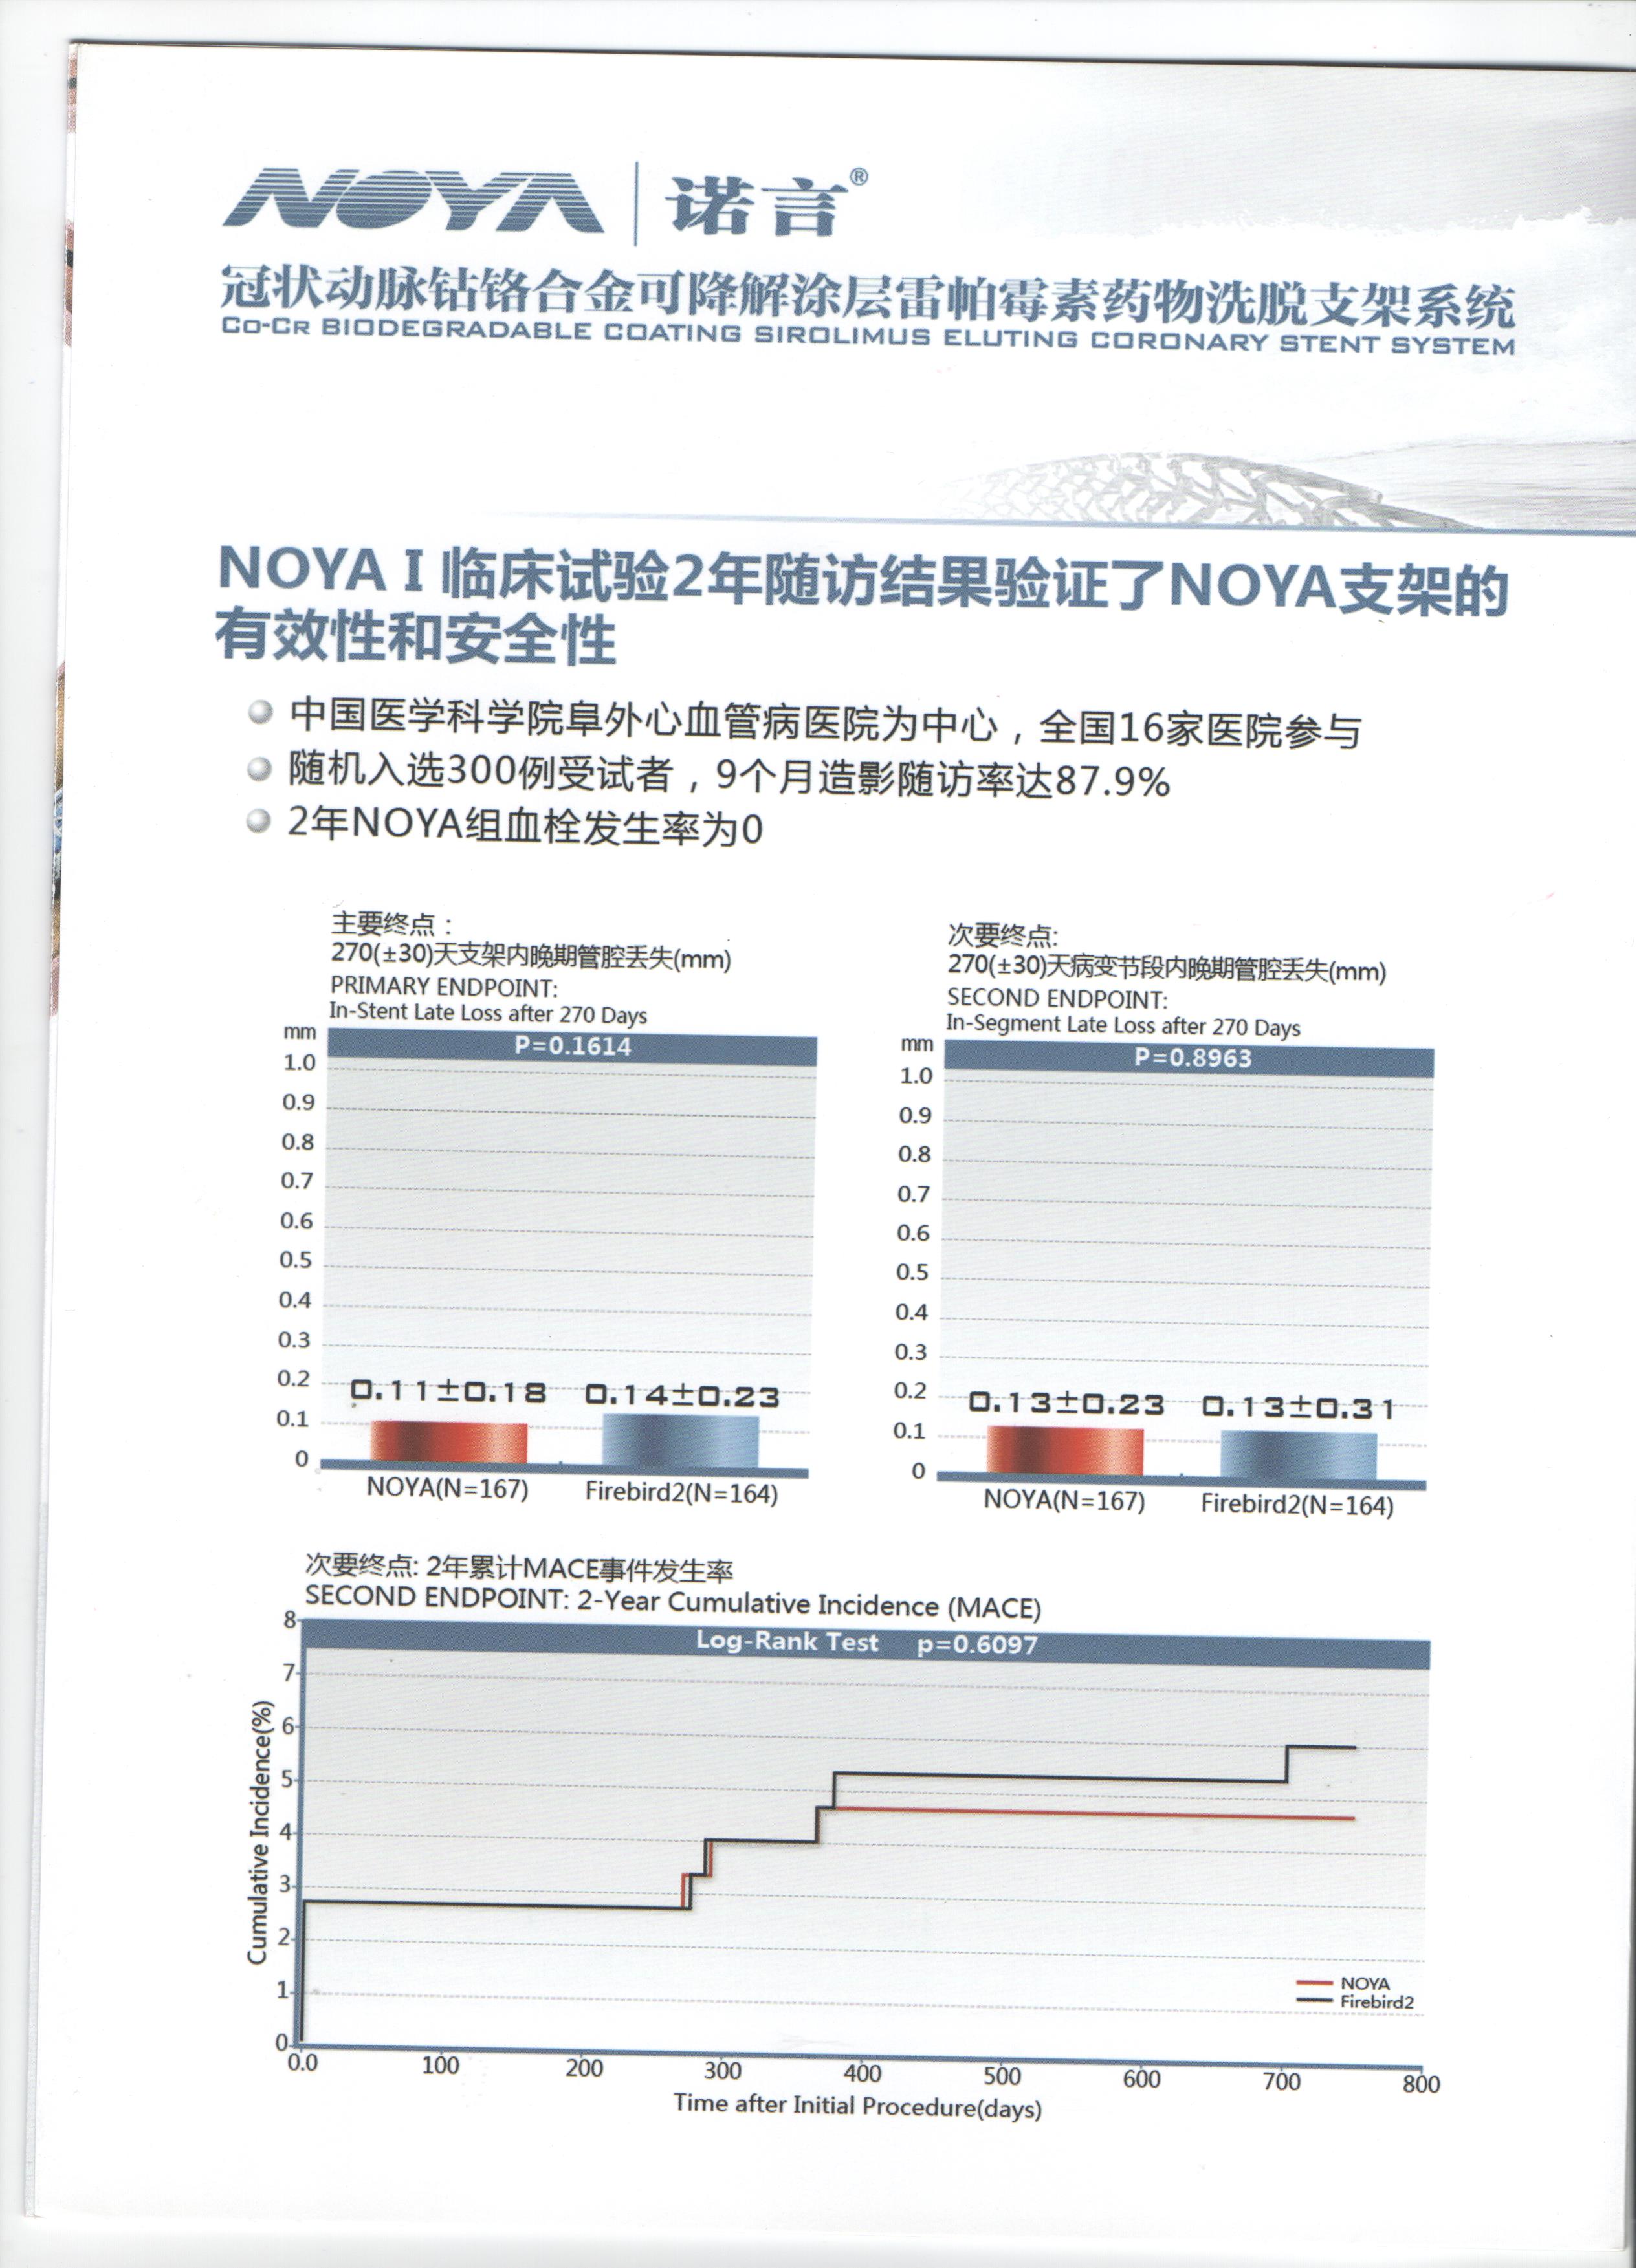 NOYA 诺言®
冠状动脉钴铬合金可降解涂层雷帕霉素药物洗脱支架系统
Co-Cr BIODEGRADABLE COATING SIROLIMUS ELUTING CORONARY STENT SYSTEM
NOYA I 临床试验2年随访结果验证了NOYA支架的
有效性和安全性
中国医学科学院阜外心血管病医院为中心，全国16家医院参与
随机入选300例受试者，9个月造影随访率达87.9%
2年NOYA组血栓发生率为0
主要终点：
270(±30)天支架内晚期管腔丢失(mm)
PRIMARY ENDPOINT:
In-Stent Late Loss after 270 Days
mm
P=0.1614
1.0
0.9
0.8
0.7
0.6
0.5
0.4
0.3
0.2
0.1
0
0.11±0.18 0.14±0.23
NOYA(N=167) Firebird2(N=164)
次要终点:
270(±30)天病变节段内晚期管腔丢失(mm)
SECOND ENDPOINT:
In-Segment Late Loss after 270 Days
mm
P=0.8963
1.0
0.9
0.8
0.7
0.6
0.5
0.4
0.3
0.2
0.1
0
0.13±0.23 0.13±0.31
NOYA(N=167) Firebird2(N=164)
次要终点: 2年累计MACE事件发生率
SECOND ENDPOINT: 2-Year Cumulative Incidence (MACE)
Log-Rank Test p=0.6097
Cumulative Incidence(%)
8
7
6
5
4
3
2
1
0
NOYA
Firebird2
0.0 100 200 300 400 500 600 700 800
Time after Initial Procedure(days)